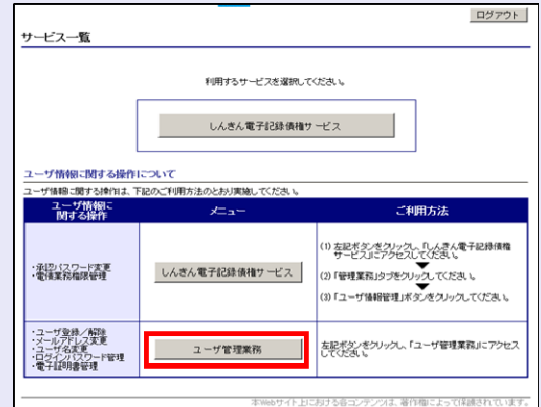 ログアウト
サービス一覧
利用するサービスを選択してください。
しんきん電子記録債権サービス
ユーザ情報に関する操作について
ユーザ情報に関する操作は、下記のご利用方法のとおり実施してください。
ユーザ情報に
関する操作
メニュー
ご利用方法
・承認パスワード変更
・電債業務権限管理
しんきん電子記録債権サービス
(1) 左記ボタンをクリックし、『しんきん電子記録債権
サービス』にアクセスしてください。
(2)「管理業務」タブをクリックしてください。
(3)「ユーザ情報管理」ボタンをクリックしてください。
・ユーザ登録／解除
・メールアドレス変更
・ユーザ名変更
・ログインパスワード管理
・電子証明書管理
ユーザ管理業務
左記ボタンをクリックし、「ユーザ管理業務」にアクセス
してください。
本Webサイト上における各コンテンツは、著作権によって保護されています。